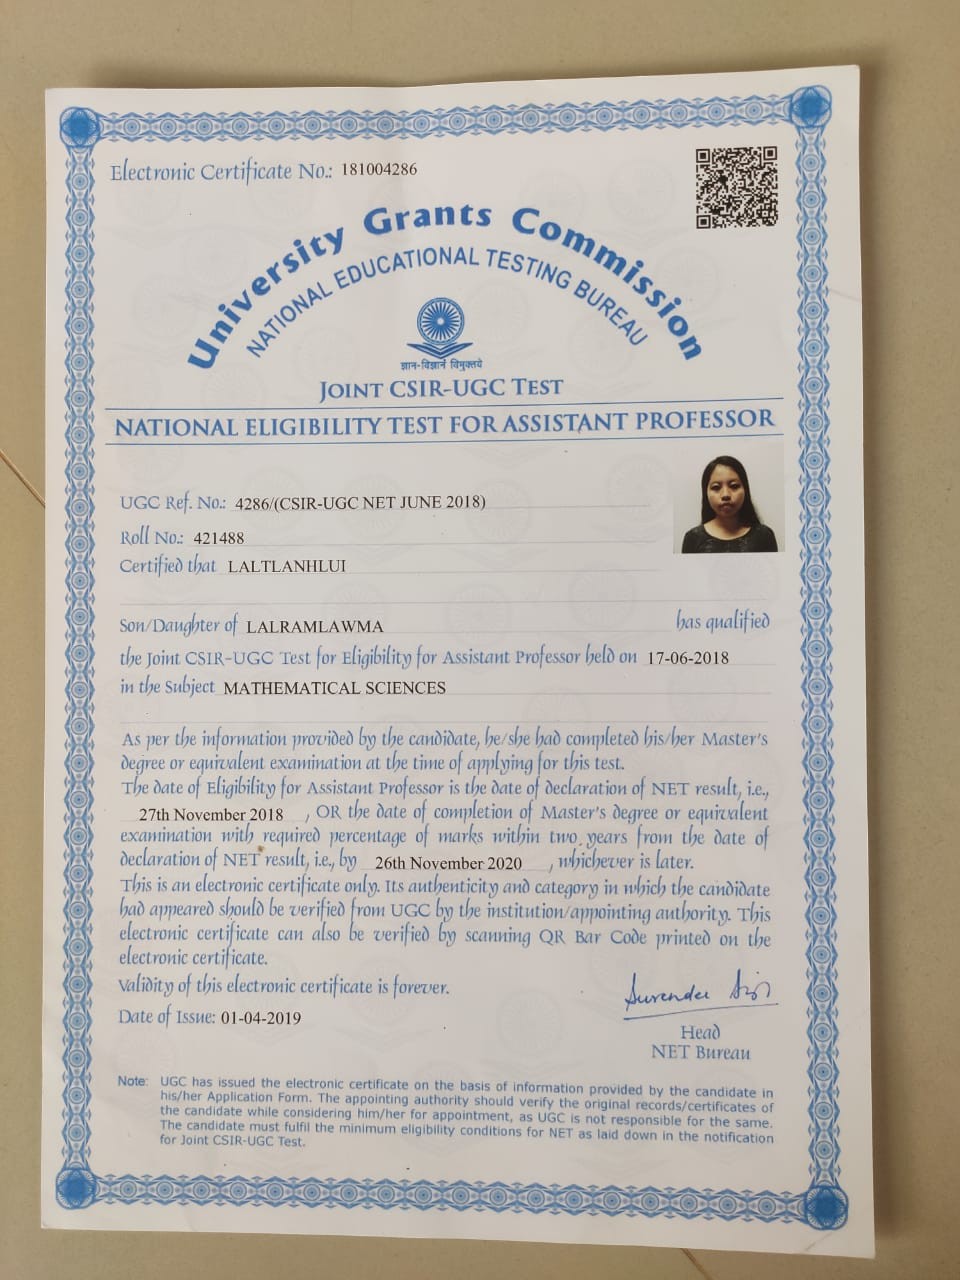 Electronic Certificate No.: 181004286
University Grants Commission
NATIONAL EDUCATIONAL TESTING BUREAU
ज्ञान-विज्ञानं विमुक्तये
JOINT CSIR-UGC TEST
NATIONAL ELIGIBILITY TEST FOR ASSISTANT PROFESSOR
UGC Ref. No.: 4286/(CSIR-UGC NET JUNE 2018)
Roll No.: 421488
Certified that LALTLANHLUI
Son/Daughter of LALRAMLAWMA has qualified
the Joint CSIR-UGC Test for Eligibility for Assistant Professor held on 17-06-2018
in the Subject MATHEMATICAL SCIENCES
As per the information provided by the candidate, he/she had completed his/her Master's
degree or equivalent examination at the time of applying for this test.
The date of Eligibility for Assistant Professor is the date of declaration of NET result, i.e.,
27th November 2018 , OR the date of completion of Master's degree or equivalent
examination with required percentage of marks within two years from the date of
declaration of NET result, i.e., by 26th November 2020 , whichever is later.
This is an electronic certificate only. Its authenticity and category in which the candidate
had appeared should be verified from UGC by the institution/appointing authority. This
electronic certificate can also be verified by scanning QR Bar Code printed on the
electronic certificate.
Validity of this electronic certificate is forever.
Date of Issue: 01-04-2019
Surender Singh
Head
NET Bureau
Note: UGC has issued the electronic certificate on the basis of information provided by the candidate in
his/her Application Form. The appointing authority should verify the original records/certificates of
the candidate while considering him/her for appointment, as UGC is not responsible for the same.
The candidate must fulfil the minimum eligibility conditions for NET as laid down in the notification
for Joint CSIR-UGC Test.